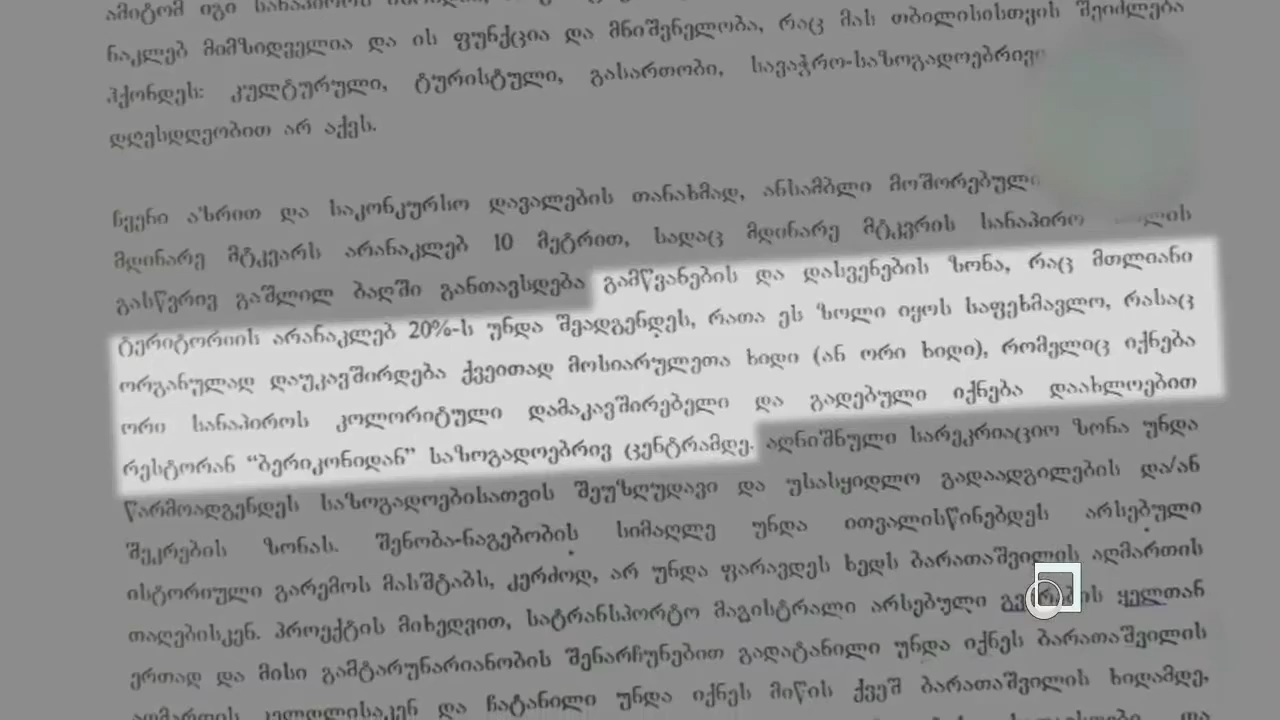 ამიტომ იგი სანაპიროს
ნაკლებ მიმზიდველია და ის ფუნქცია და მნიშვნელობა, რაც მას თბილისისთვის შეიძლება
ჰქონდეს: კულტურული, ტურისტული, გასართობი, სავაჭრო-საზოგადოებრივი
დღესდღეობით არ აქვს.
ჩვენი აზრით და საკონკურსო დავალების თანახმად, ანსამბლი მოშორებული
მდინარე მტკვარს არანაკლებ 10 მეტრით, სადაც მდინარე მტკვრის სანაპირო ზოლის
გასწვრივ გაშლილ ბაღში განთავსდება გამწვანების და დასვენების ზონა, რაც მთლიანი
ტერიტორიის არანაკლებ 20%-ს უნდა შეადგენდეს, რათა ეს ზოლი იყოს საფეხმავლო, რასაც
ორგანულად დაუკავშირდება ქვეითად მოსიარულეთა ხიდი (ან ორი ხიდი), რომელიც იქნება
ორი სანაპიროს კოლორიტული დამაკავშირებელი და გადებული იქნება დაახლოებით
რესტორან “ბერიკონიდან” საზოგადოებრივ ცენტრამდე. აღნიშნული სარეკრიაციო ზონა უნდა
წარმოადგენდეს საზოგადოებისათვის შეუზღუდავი და უსასყიდლო გადაადგილების და/ან
შეკრების ზონას. შენობა-ნაგებობის სიმაღლე უნდა ითვალისწინებდეს არსებული
ისტორიული გარემოს მასშტაბს, კერძოდ, არ უნდა ფარავდეს ხედს ბარათაშვილის აღმართის
თაღებისკენ. პროექტის მიხედვით, სატრანსპორტო მაგისტრალი არსებული ყელთან
ერთად და მისი გამტარუნარიანობის შენარჩუნებით გადატანილი უნდა იქნეს ბარათაშვილის
აღმართის კედლისაკენ და ჩატანილი უნდა იქნეს მიწის ქვეშ ბარათაშვილის ხიდამდე,
და